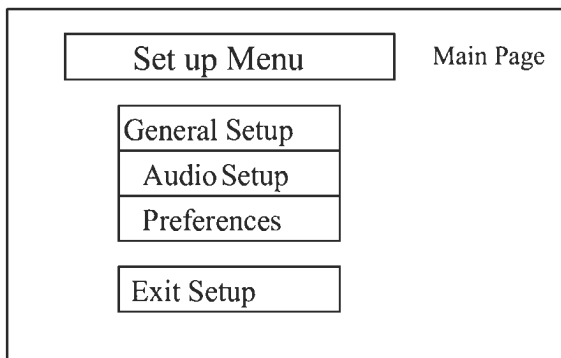 Set up Menu Main Page
General Setup
Audio Setup
Preferences
Exit Setup